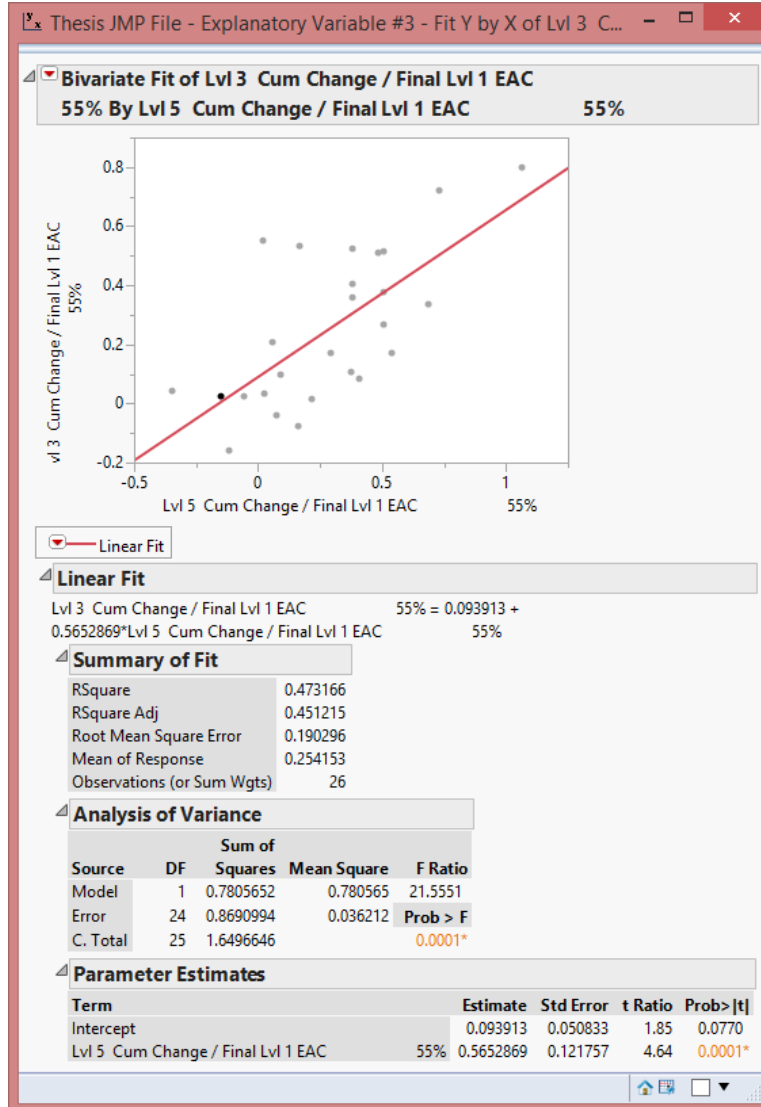 Thesis JMP File - Explanatory Variable #3 - Fit Y by X of Lvl 3 C...
Bivariate Fit of Lvl 3 Cum Change / Final Lvl 1 EAC
55% By Lvl 5 Cum Change / Final Lvl 1 EAC 55%
0.8
0.6
0.4
0.2
0
-0.2
vl 3 Cum Change / Final Lvl 1 EAC
55%
-0.5 0 0.5 1
Lvl 5 Cum Change / Final Lvl 1 EAC 55%
Linear Fit
Linear Fit
Lvl 3 Cum Change / Final Lvl 1 EAC 55% = 0.093913 +
0.5652869*Lvl 5 Cum Change / Final Lvl 1 EAC 55%
Summary of Fit
RSquare 0.473166
RSquare Adj 0.451215
Root Mean Square Error 0.190296
Mean of Response 0.254153
Observations (or Sum Wgts) 26
Analysis of Variance
Sum of
Source DF Squares Mean Square F Ratio
Model 1 0.7805652 0.780565 21.5551
Error 24 0.8690994 0.036212 Prob > F
C. Total 25 1.6496646 0.0001*
Parameter Estimates
Term Estimate Std Error t Ratio Prob>|t|
Intercept 0.093913 0.050833 1.85 0.0770
Lvl 5 Cum Change / Final Lvl 1 EAC 55% 0.5652869 0.121757 4.64 0.0001*